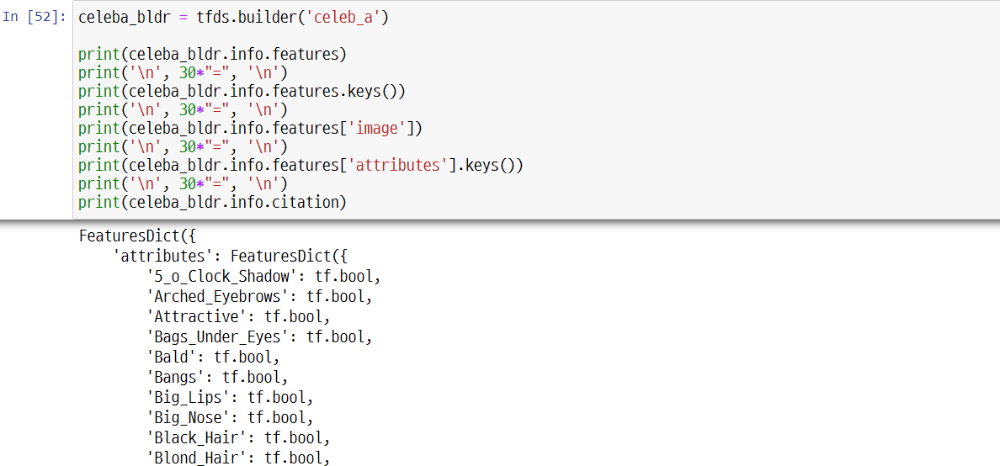 In [52]: celeba_bldr = tfds.builder('celeb_a')
print(celeba_bldr.info.features)
print('\n', 30*"=", '\n')
print(celeba_bldr.info.features.keys())
print('\n', 30*"=", '\n')
print(celeba_bldr.info.features['image'])
print('\n', 30*"=", '\n')
print(celeba_bldr.info.features['attributes'].keys())
print('\n', 30*"=", '\n')
print(celeba_bldr.info.citation)
FeaturesDict({
    'attributes': FeaturesDict({
        '5_o_Clock_Shadow': tf.bool,
        'Arched_Eyebrows': tf.bool,
        'Attractive': tf.bool,
        'Bags_Under_Eyes': tf.bool,
        'Bald': tf.bool,
        'Bangs': tf.bool,
        'Big_Lips': tf.bool,
        'Big_Nose': tf.bool,
        'Black_Hair': tf.bool,
        'Blond_Hair': tf.bool,